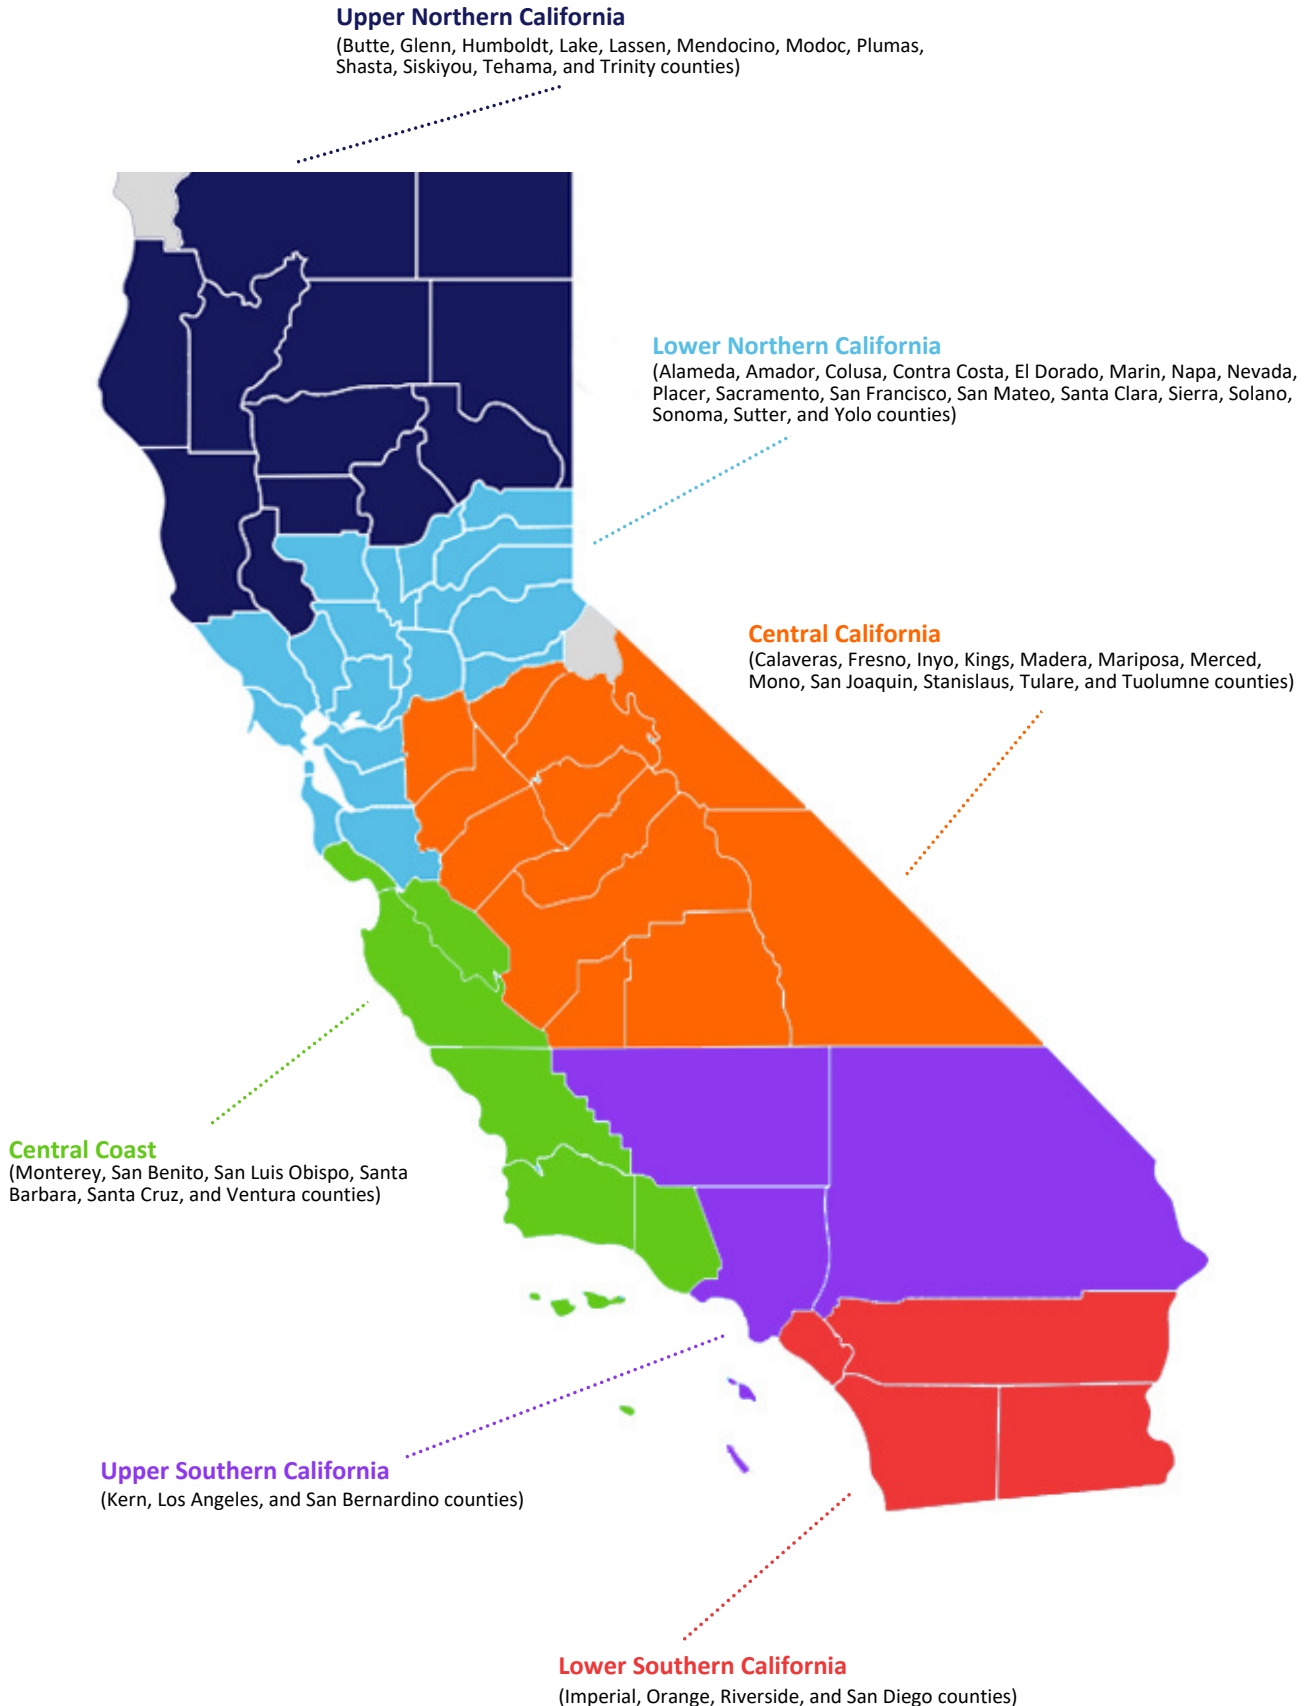 Upper Northern California
(Butte, Glenn, Humboldt, Lake, Lassen, Mendocino, Modoc, Plumas,
Shasta, Siskiyou, Tehama, and Trinity counties)
Lower Northern California
(Alameda, Amador, Colusa, Contra Costa, El Dorado, Marin, Napa, Nevada,
Placer, Sacramento, San Francisco, San Mateo, Santa Clara, Sierra, Solano,
Sonoma, Sutter, and Yolo counties)
Central California
(Calaveras, Fresno, Inyo, Kings, Madera, Mariposa, Merced,
Mono, San Joaquin, Stanislaus, Tulare, and Tuolumne counties)
Central Coast
(Monterey, San Benito, San Luis Obispo, Santa
Barbara, Santa Cruz, and Ventura counties)
Upper Southern California
(Kern, Los Angeles, and San Bernardino counties)
Lower Southern California
(Imperial, Orange, Riverside, and San Diego counties)